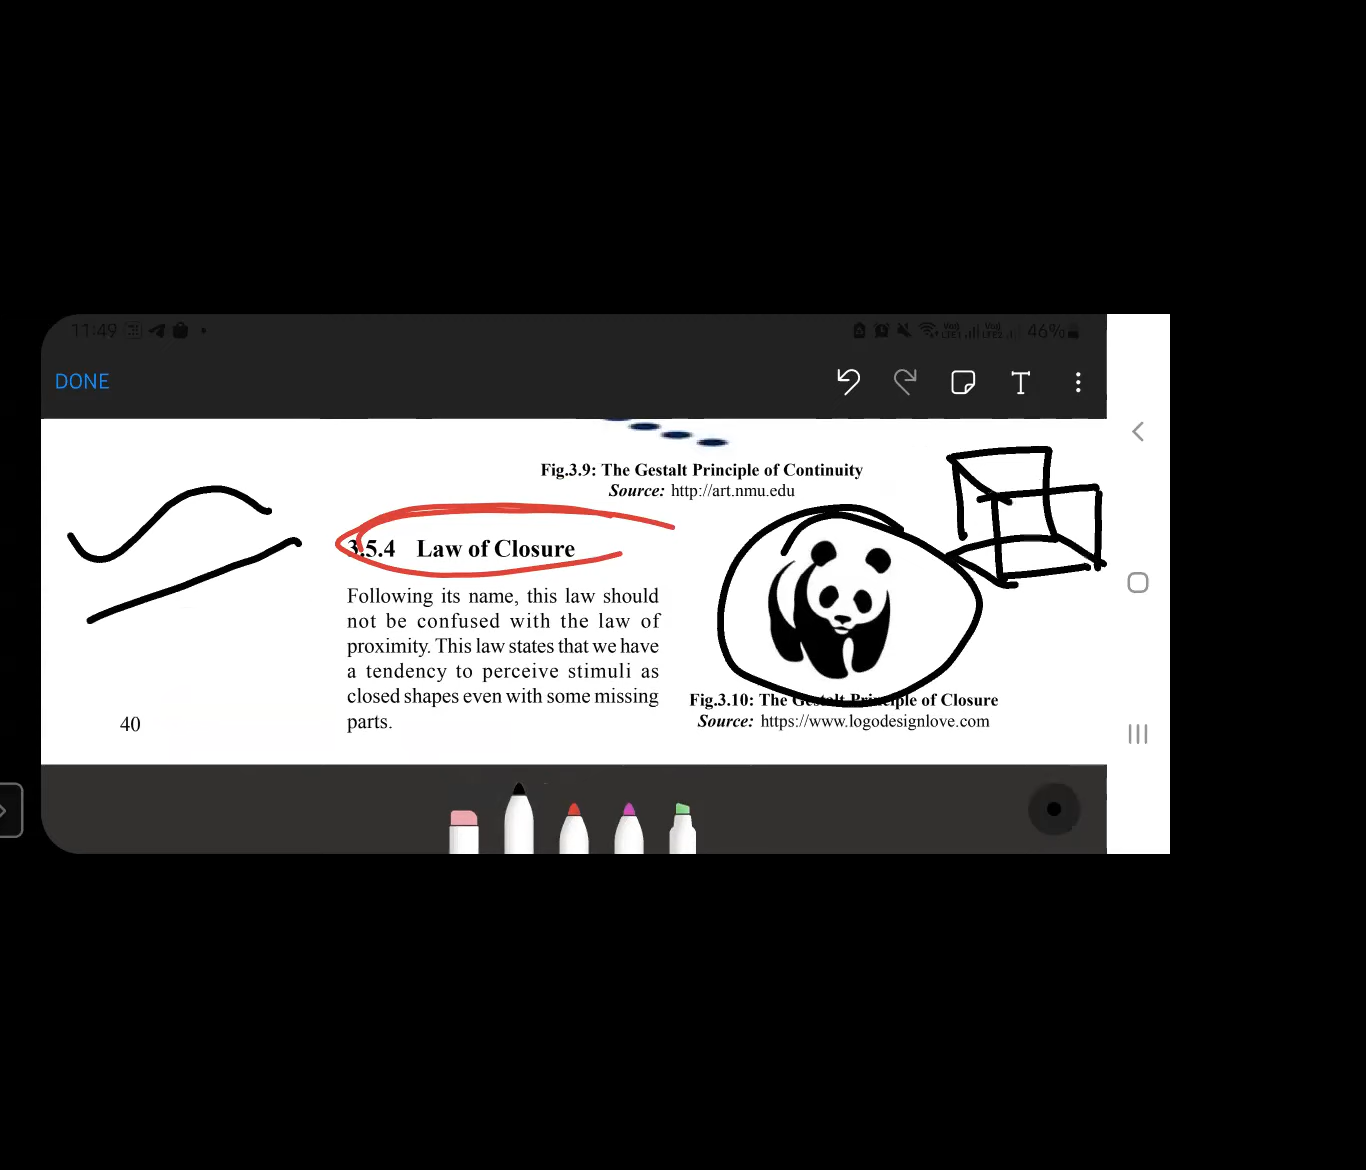 11:49
46%
DONE
Fig.3.9: The Gestalt Principle of Continuity
Source: http://art.nmu.edu
3.5.4 Law of Closure
Following its name, this law should
not be confused with the law of
proximity. This law states that we have
a tendency to perceive stimuli as
closed shapes even with some missing
parts.
Fig.3.10: The Gestalt Principle of Closure
Source: https://www.logodesignlove.com
40